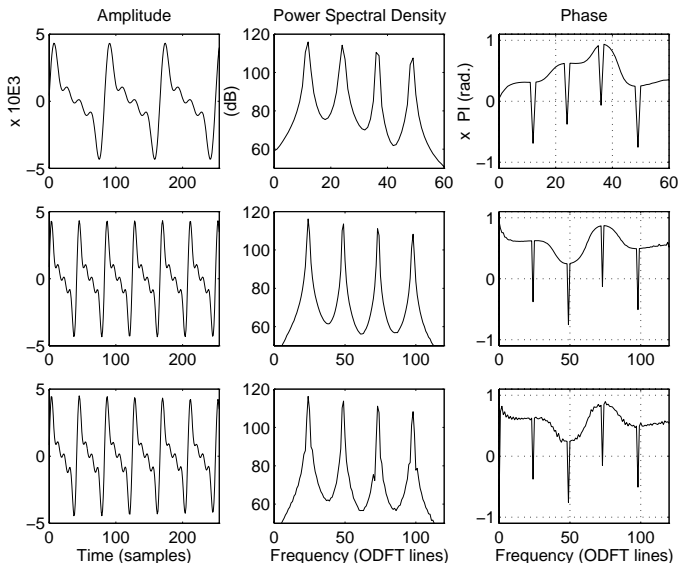 Amplitude
Power Spectral Density
Phase
x 10E3
5
0
−5
0 100 200
(dB)
120
100
80
60
0 20 40 60
x PI (rad.)
1
0
−1
0 20 40 60
5
0
−5
0 100 200
120
100
80
60
0 50 100
1
0
−1
0 50 100
5
0
−5
0 100 200
Time (samples)
120
100
80
60
0 50 100
Frequency (ODFT lines)
1
0
−1
0 50 100
Frequency (ODFT lines)